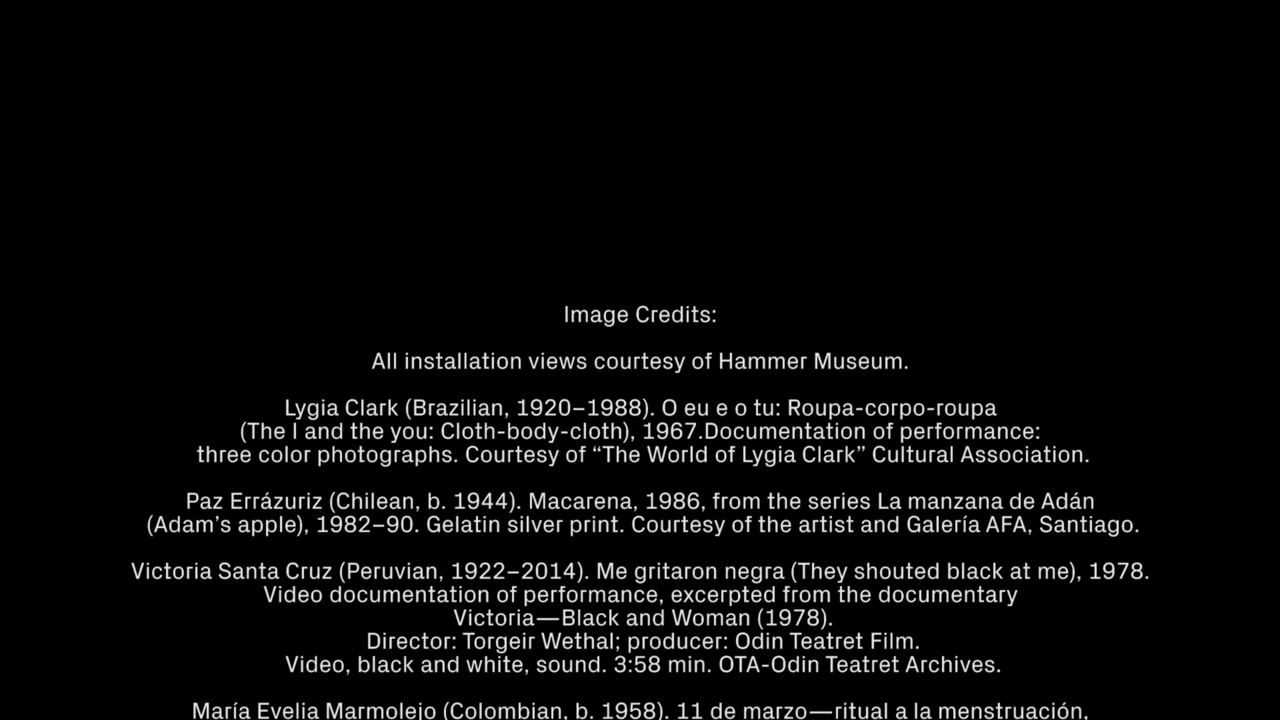 Image Credits:
All installation views courtesy of Hammer Museum.
Lygia Clark (Brazilian, 1920–1988). O eu e o tu: Roupa-corpo-roupa
(The I and the you: Cloth-body-cloth), 1967.Documentation of performance:
three color photographs. Courtesy of “The World of Lygia Clark” Cultural Association.
Paz Errázuriz (Chilean, b. 1944). Macarena, 1986, from the series La manzana de Adán
(Adam’s apple), 1982–90. Gelatin silver print. Courtesy of the artist and Galería AFA, Santiago.
Victoria Santa Cruz (Peruvian, 1922–2014). Me gritaron negra (They shouted black at me), 1978.
Video documentation of performance, excerpted from the documentary
Victoria—Black and Woman (1978).
Director: Torgeir Wethal; producer: Odin Teatret Film.
Video, black and white, sound. 3:58 min. OTA-Odin Teatret Archives.
María Evelia Marmolejo (Colombian, b. 1958). 11 de marzo—ritual a la menstruación,